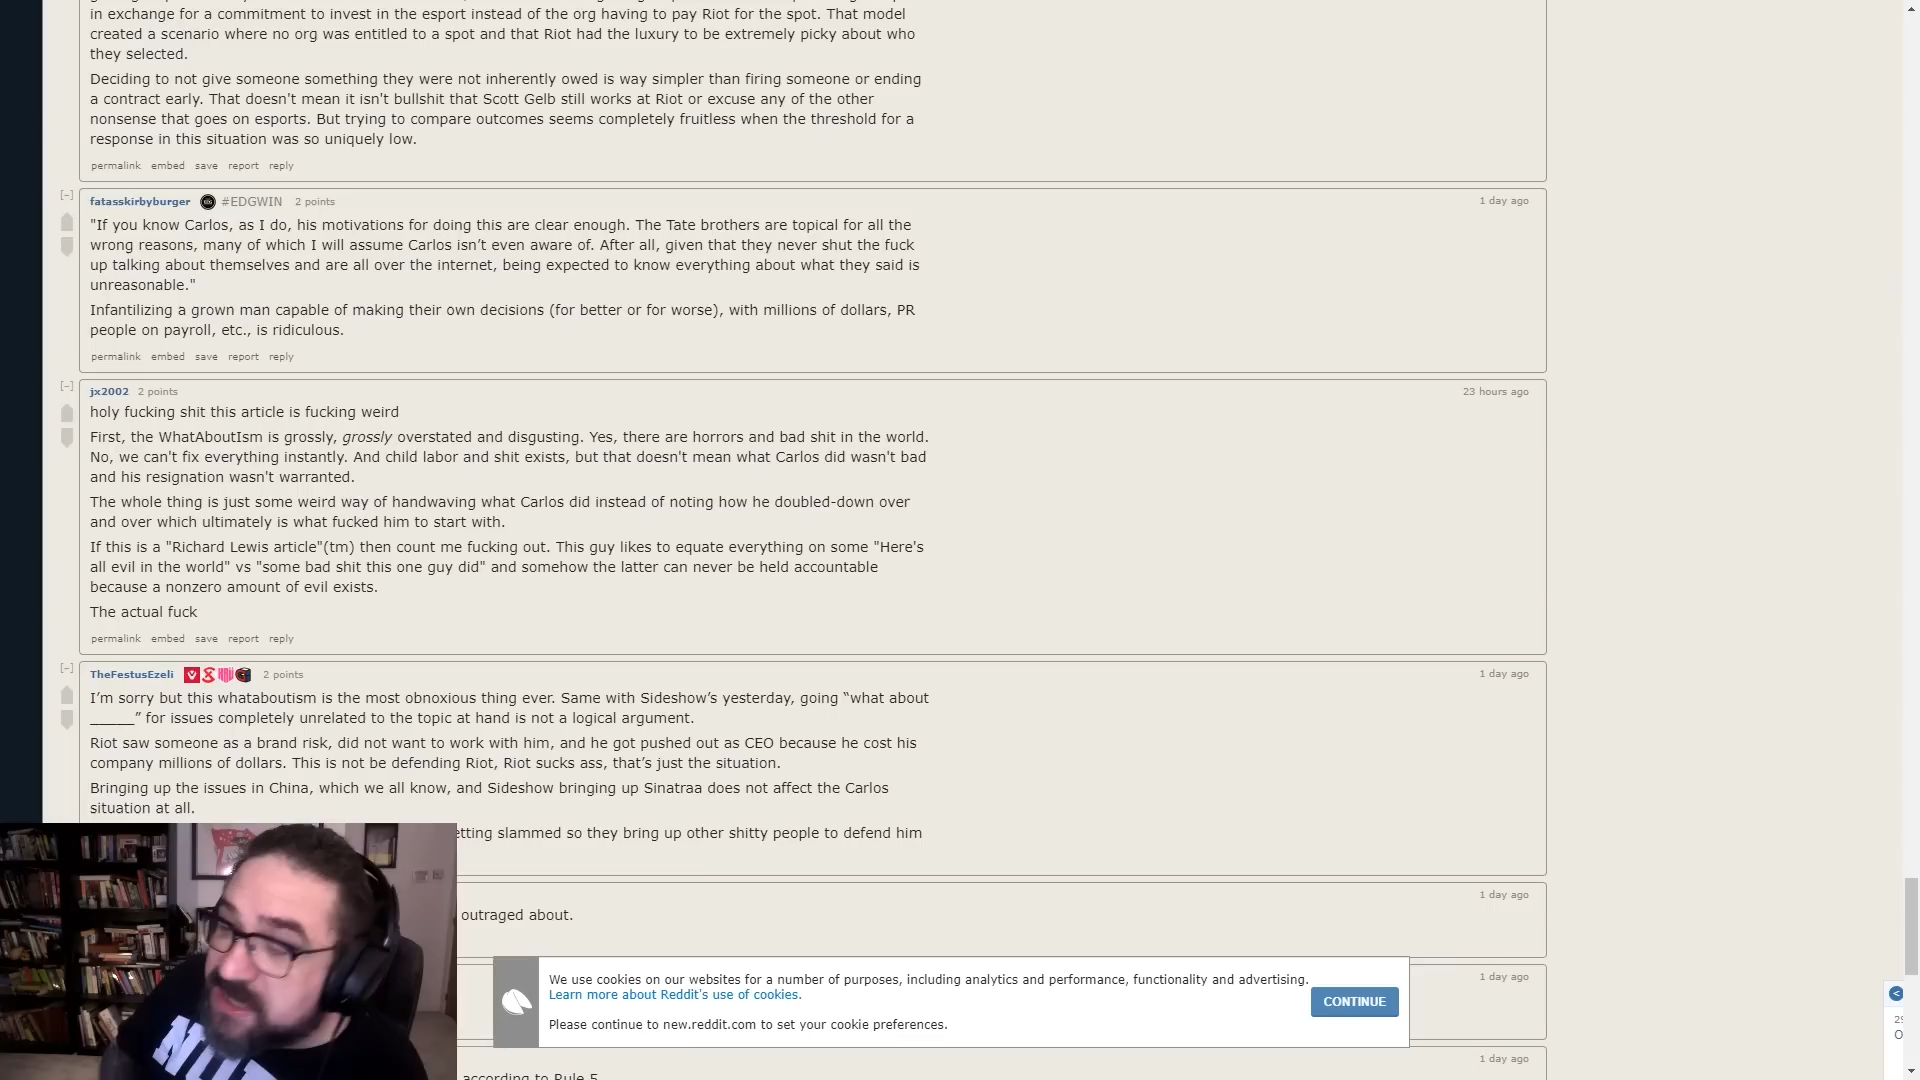 in exchange for a commitment to invest in the esport instead of the org having to pay Riot for the spot. That model
created a scenario where no org was entitled to a spot and that Riot had the luxury to be extremely picky about who
they selected.
Deciding to not give someone something they were not inherently owed is way simpler than firing someone or ending
a contract early. That doesn't mean it isn't bullshit that Scott Gelb still works at Riot or excuse any of the other
nonsense that goes on esports. But trying to compare outcomes seems completely fruitless when the threshold for a
response in this situation was so uniquely low.
permalink embed save report reply
[–] fatasskirbyburger #EDGWIN 2 points 1 day ago
"If you know Carlos, as I do, his motivations for doing this are clear enough. The Tate brothers are topical for all the
wrong reasons, many of which I will assume Carlos isn’t even aware of. After all, given that they never shut the fuck
up talking about themselves and are all over the internet, being expected to know everything about what they said is
unreasonable."
Infantilizing a grown man capable of making their own decisions (for better or for worse), with millions of dollars, PR
people on payroll, etc., is ridiculous.
permalink embed save report reply
[–] jx2002 2 points 23 hours ago
holy fucking shit this article is fucking weird
First, the WhatAboutIsm is grossly, grossly overstated and disgusting. Yes, there are horrors and bad shit in the world.
No, we can't fix everything instantly. And child labor and shit exists, but that doesn't mean what Carlos did wasn't bad
and his resignation wasn't warranted.
The whole thing is just some weird way of handwaving what Carlos did instead of noting how he doubled-down over
and over which ultimately is what fucked him to start with.
If this is a "Richard Lewis article"(tm) then count me fucking out. This guy likes to equate everything on some "Here's
all evil in the world" vs "some bad shit this one guy did" and somehow the latter can never be held accountable
because a nonzero amount of evil exists.
The actual fuck
permalink embed save report reply
[–] TheFestusEzeli 2 points 1 day ago
I’m sorry but this whataboutism is the most obnoxious thing ever. Same with Sideshow’s yesterday, going “what about
_____” for issues completely unrelated to the topic at hand is not a logical argument.
Riot saw someone as a brand risk, did not want to work with him, and he got pushed out as CEO because he cost his
company millions of dollars. This is not be defending Riot, Riot sucks ass, that’s just the situation.
Bringing up the issues in China, which we all know, and Sideshow bringing up Sinatraa does not affect the Carlos
situation at all.
etting slammed so they bring up other shitty people to defend him
1 day ago
outraged about.
We use cookies on our websites for a number of purposes, including analytics and performance, functionality and advertising.
Learn more about Reddit's use of cookies.
Please continue to new.reddit.com to set your cookie preferences.
CONTINUE
1 day ago
1 day ago
according to Rule 5